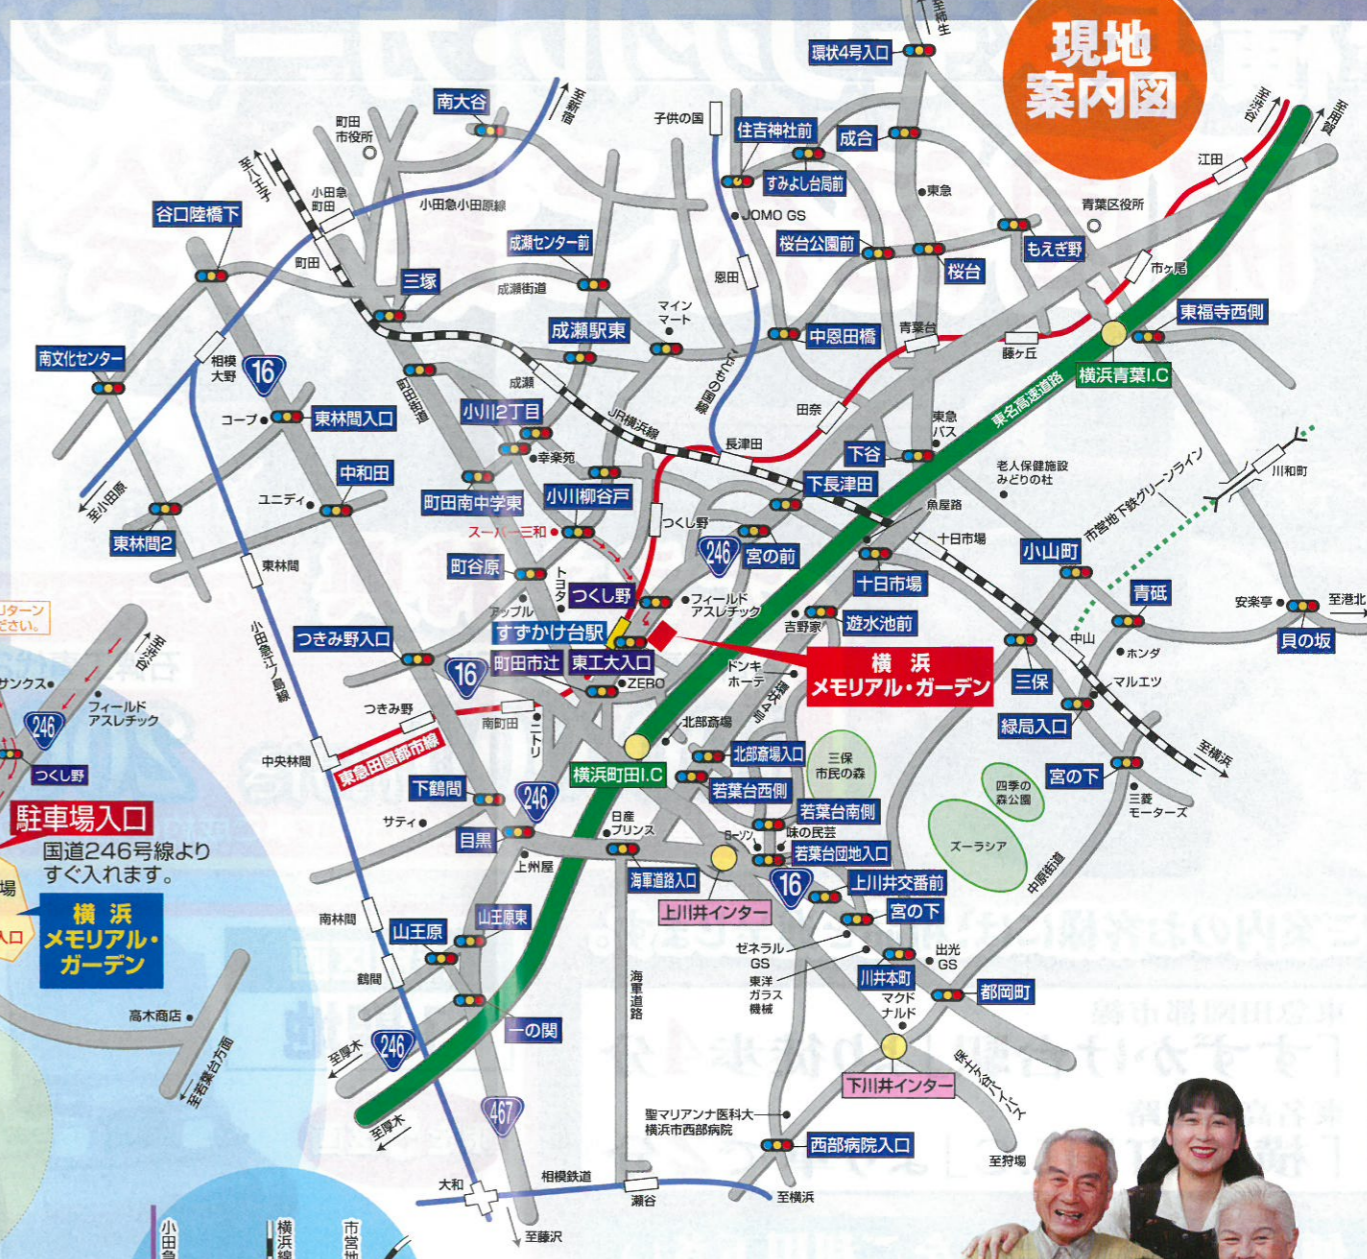 現地
案内図
至稲生
環状4号入口
至新宿
南大谷
町田
市役所
子供の国
住吉神社前
成合
すみよし台局前
至渋谷
至用賀
江田
至八王子
小田急
町田
小田急小田原線
谷口陸橋下
東急
青葉区役所
JOMO GS
成瀬センター前
桜台公園前
桜台
もえぎ野
町田
三塚
成瀬街道
恩田
市ヶ尾
マイン
マート
成瀬駅東
中恩田橋
青葉台
藤ヶ丘
東福寺西側
横浜青葉I.C
南文化センター
相模
大野
16
町田街道
成瀬
こどもの国線
東名高速道路
コープ
東林間入口
小川2丁目
JR横浜線
田奈
東急
バス
長津田
幸楽苑
下谷
老人保健施設
みどりの杜
市営地下鉄グリーンライン
川和町
中和田
ユニディ
町田南中学東
小川柳谷戸
下長津田
魚屋路
至小田原
東林間2
スーパー三和
つくし野
246
宮の前
十日市場
小山町
東林間
町谷原
トヨタ
十日市場
青砥
つくし野
フィールド
アスレチック
安楽亭
至港北
アップル
吉野家
遊水池前
貝の坂
すずかけ台駅
つきみ野入口
小田急江ノ島線
16
町田市辻
東工大入口
横浜
メモリアル・ガーデン
中山
ホンダ
三保
マルエツ
ZERO
ドンキ
ホーテ
環状4号
緑局入口
つきみ野
南町田
ニトリ
北部斎場
中央林間
東急田園都市線
横浜町田I.C
北部斎場入口
三保
市民の森
至横浜
下鶴間
246
若葉台西側
四季の
森公園
宮の下
三菱
モーターズ
サティ
目黒
日産
プリンス
若葉台南側
ローソン
味の民芸
ズーラシア
上州屋
若葉台団地入口
海軍道路入口
中原街道
16
上川井交番前
上川井インター
宮の下
南林間
山王原
山王原東
ゼネラル
GS
出光
GS
東洋
ガラス
機械
川井本町
都岡町
鶴間
海軍道路
マクド
ナルド
一の関
246
至厚木
至厚木
467
下川井インター
保土ヶ谷バイパス
聖マリアンナ医科大
横浜市西部病院
西部病院入口
至狩場
大和
相模鉄道
瀬谷
至横浜
至藤沢
リターン
ださい。
至渋谷
サンクス
フィールド
アスレチック
246
つくし野
駐車場入口
国道246号線より
すぐ入れます。
場
入口
横浜
メモリアル・
ガーデン
高木商店
至若葉台方面
小田急
横浜線
市営地